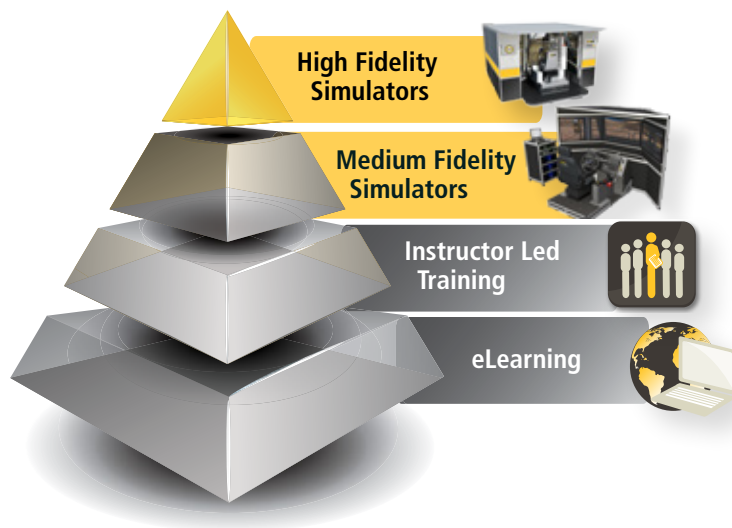 High Fidelity
Simulators
Medium Fidelity
Simulators
Instructor Led
Training
eLearning